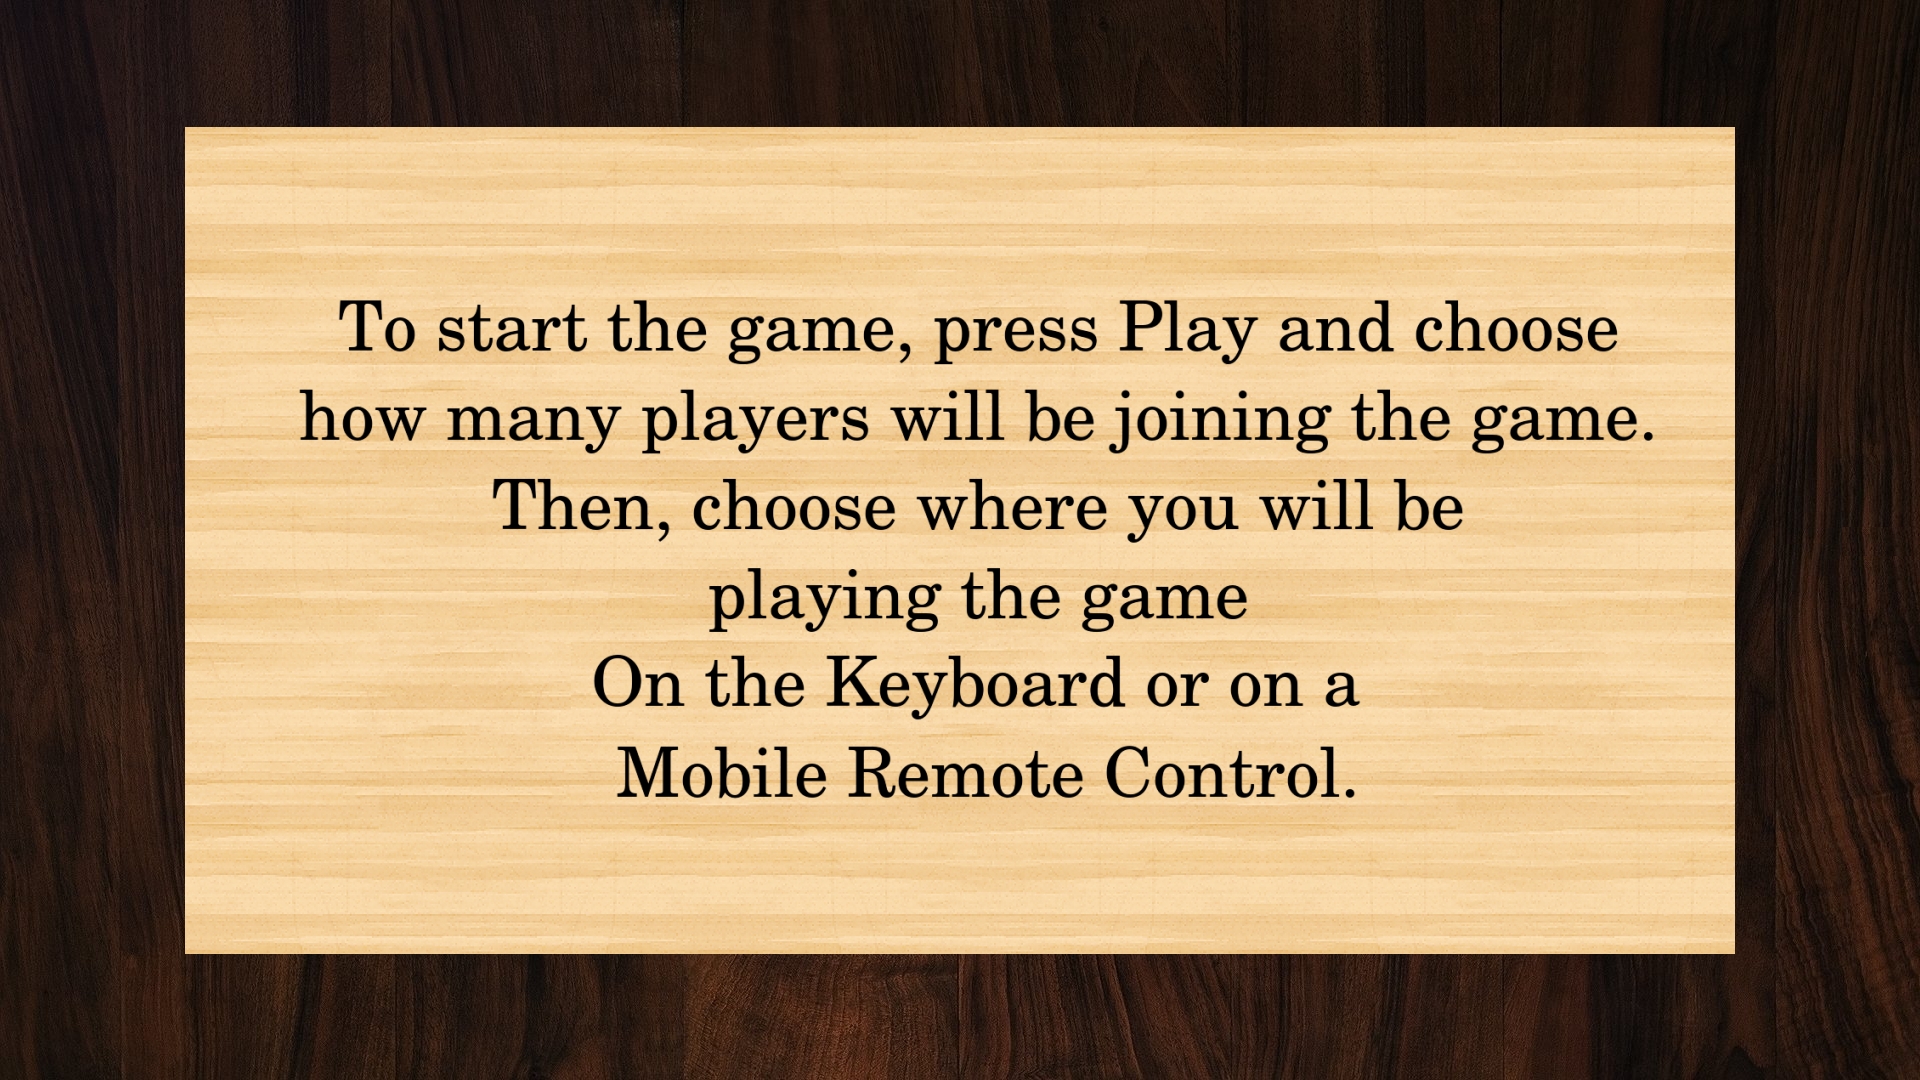 To start the game, press Play and choose
how many players will be joining the game.
Then, choose where you will be
playing the game
On the Keyboard or on a
Mobile Remote Control.